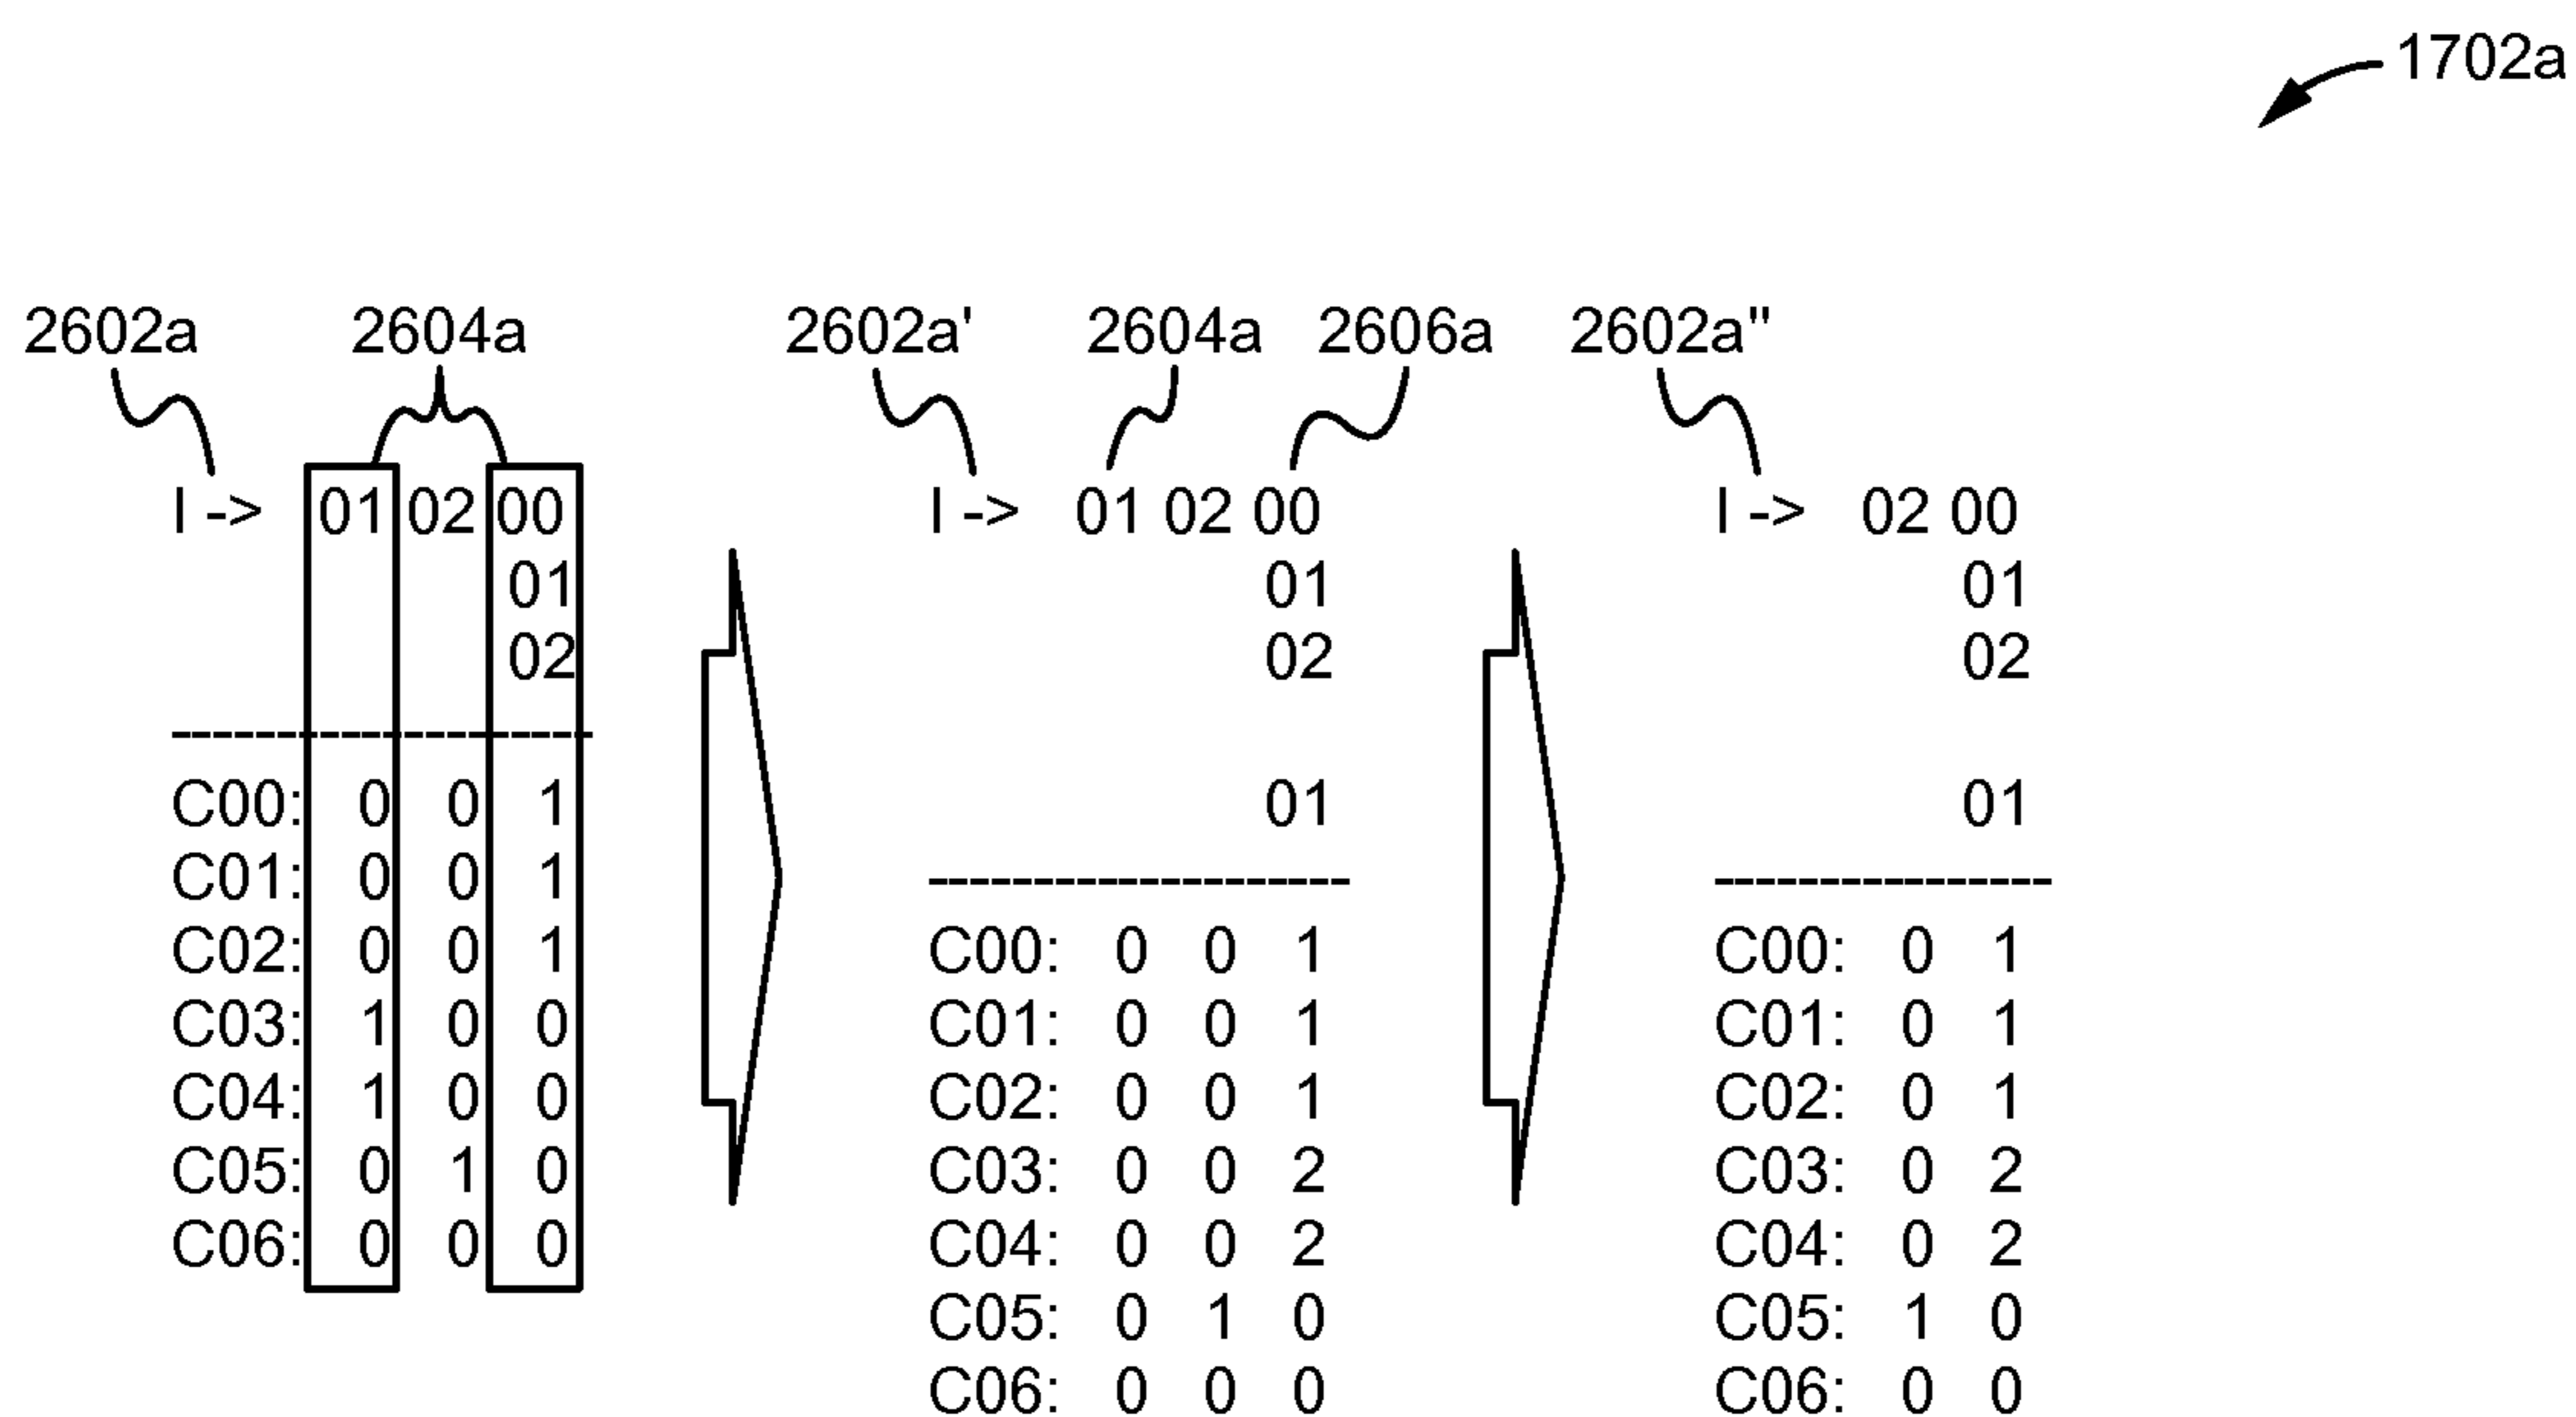 1702a
2602a 2604a 2602a' 2604a 2606a 2602a"
I -> 01 02 00 I -> 01 02 00 I -> 02 00
01 01 01
02 02 02
------------------------------
C00: 0 0 1 01 01
C01: 0 0 1 ------------------------------ ------------------------
C02: 0 0 1 C00: 0 0 1 C00: 0 1
C03: 1 0 0 C01: 0 0 1 C01: 0 1
C04: 1 0 0 C02: 0 0 1 C02: 0 1
C05: 0 1 0 C03: 0 0 2 C03: 0 2
C06: 0 0 0 C04: 0 0 2 C04: 0 2
C05: 0 1 0 C05: 1 0
C06: 0 0 0 C06: 0 0